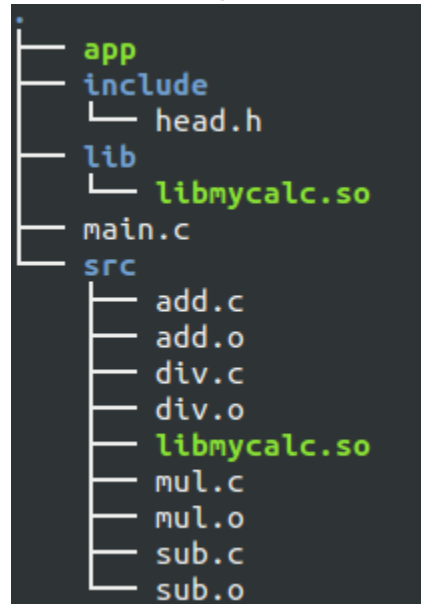 .
├── app
├── include
│   └── head.h
├── lib
│   └── libmycalc.so
├── main.c
└── src
    ├── add.c
    ├── add.o
    ├── div.c
    ├── div.o
    ├── libmycalc.so
    ├── mul.c
    ├── mul.o
    ├── sub.c
    └── sub.o